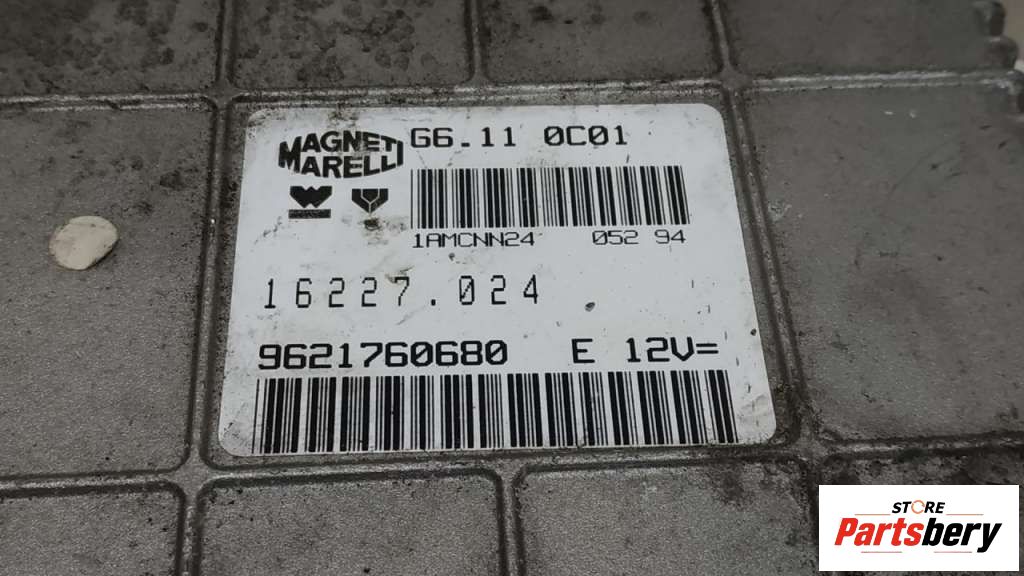 MAGNETI
MARELLI
G6.11 0C01
1AMCNN24 052 94
16227.024
9621760680 E 12V=
STORE
Partsbery